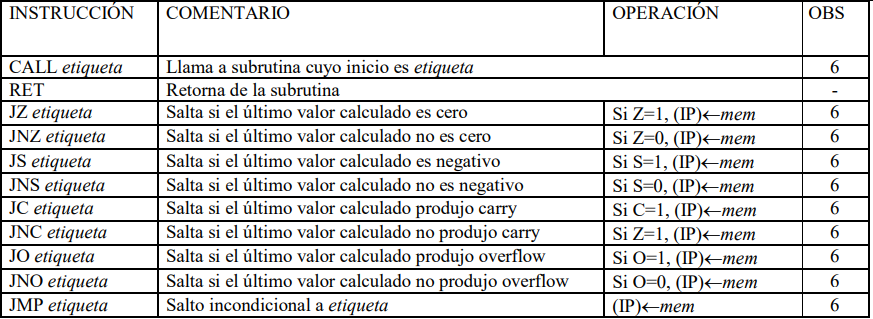 INSTRUCCIÓN COMENTARIO OPERACIÓN OBS
CALL etiqueta Llama a subrutina cuyo inicio es etiqueta 6
RET Retorna de la subrutina -
JZ etiqueta Salta si el último valor calculado es cero Si Z=1, (IP)←mem 6
JNZ etiqueta Salta si el último valor calculado no es cero Si Z=0, (IP)←mem 6
JS etiqueta Salta si el último valor calculado es negativo Si S=1, (IP)←mem 6
JNS etiqueta Salta si el último valor calculado no es negativo Si S=0, (IP)←mem 6
JC etiqueta Salta si el último valor calculado produjo carry Si C=1, (IP)←mem 6
JNC etiqueta Salta si el último valor calculado no produjo carry Si Z=1, (IP)←mem 6
JO etiqueta Salta si el último valor calculado produjo overflow Si O=1, (IP)←mem 6
JNO etiqueta Salta si el último valor calculado no produjo overflow Si O=0, (IP)←mem 6
JMP etiqueta Salto incondicional a etiqueta (IP)←mem 6